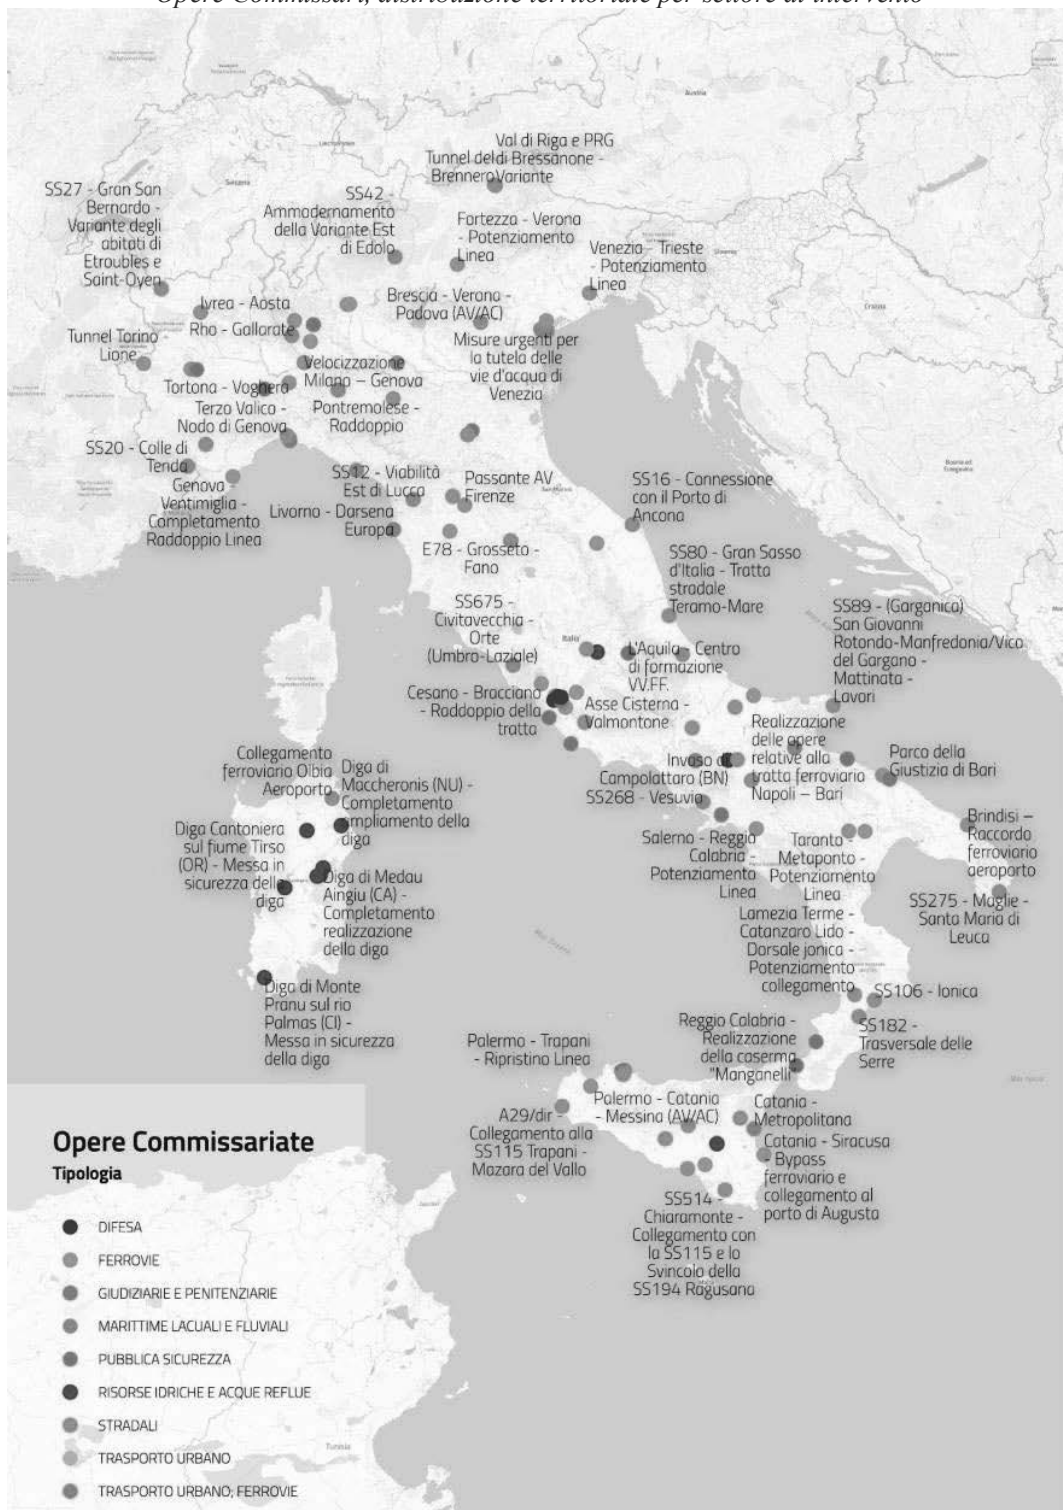 Opere Commissari, distribuzione territoriale per settore di intervento
Austria
Svizzera
Val di Riga e PRG
di Bressanone -
Variante
Tunnel del
Brennero
SS27 - Gran San
Bernardo -
Variante degli
abitati di
Etroubles e
Saint-Oyen
SS42 -
Ammodernamento
della Variante Est
di Edolo
Fortezza - Verona
- Potenziamento
Linea
Venezia - Trieste
- Potenziamento
Linea
Ivrea - Aosta
Brescia - Verona -
Padova (AV/AC)
Rho - Gallarate
Tunnel Torino
Lione
Misure urgenti per
la tutela delle
vie d'acqua di
Venezia
Velocizzazione
Milano – Genova
Tortona - Voghera
Terzo Valico -
Nodo di Genova
Pontremolese -
Raddoppio
SS20 - Colle di
Tenda
Genova -
Ventimiglia -
Completamento
Raddoppio Linea
SS12 - Viabilità
Est di Lucca
Passante AV
Firenze
Livorno - Darsena
Europa
SS16 - Connessione
con il Porto di
Ancona
E78 - Grosseto -
Fano
SS80 - Gran Sasso
d'Italia - Tratta
stradale
Teramo-Mare
SS675 -
Civitavecchia -
Orte
(Umbro-Laziale)
Italia
L'Aquila - Centro
di formazione
VV.FF.
SS89 - (Garganica)
San Giovanni
Rotondo-Manfredonia/Vico
del Gargano -
Mattinata -
Lavori
Cesano - Bracciano
- Raddoppio della
tratta
Asse Cisterna -
Valmontone
Realizzazione
delle opere
relative alla
tratta ferroviaria
Napoli – Bari
Invaso di
Campolattaro (BN)
Parco della
Giustizia di Bari
SS268 - Vesuvio
Collegamento
ferroviario Olbia
Aeroporto
Diga di
Maccheronis (NU) -
Completamento
ampliamento della
diga
Diga Cantoniera
sul fiume Tirso
(OR) - Messa in
sicurezza della
diga
Salerno - Reggio
Calabria -
Potenziamento
Linea
Taranto -
Metaponto -
Potenziamento
Linea
Brindisi –
Raccordo
ferroviario
aeroporto
Diga di Medau
Aingiu (CA) -
Completamento
realizzazione
della diga
SS275 - Maglie -
Santa Maria di
Leuca
Lamezia Terme -
Catanzaro Lido -
Dorsale jonica -
Potenziamento
collegamento
Diga di Monte
Pranu sul rio
Palmas (CI) -
Messa in sicurezza
della diga
SS106 - Ionica
SS182 -
Trasversale delle
Serre
Reggio Calabria -
Realizzazione
della caserma
"Manganelli"
Palermo - Trapani
- Ripristino Linea
Palermo - Catania
- Messina (AV/AC)
Catania -
Metropolitana
A29/dir -
Collegamento alla
SS115 Trapani -
Mazara del Vallo
Catania - Siracusa
- Bypass
ferroviario e
collegamento al
porto di Augusta
SS514 -
Chiaramonte -
Collegamento con
la SS115 e lo
Svincolo della
SS194 Ragusana
Opere Commissariate
Tipologia
DIFESA
FERROVIE
GIUDIZIARIE E PENITENZIARIE
MARITTIME LACUALI E FLUVIALI
PUBBLICA SICUREZZA
RISORSE IDRICHE E ACQUE REFLUE
STRADALI
TRASPORTO URBANO
TRASPORTO URBANO; FERROVIE
Tunisia